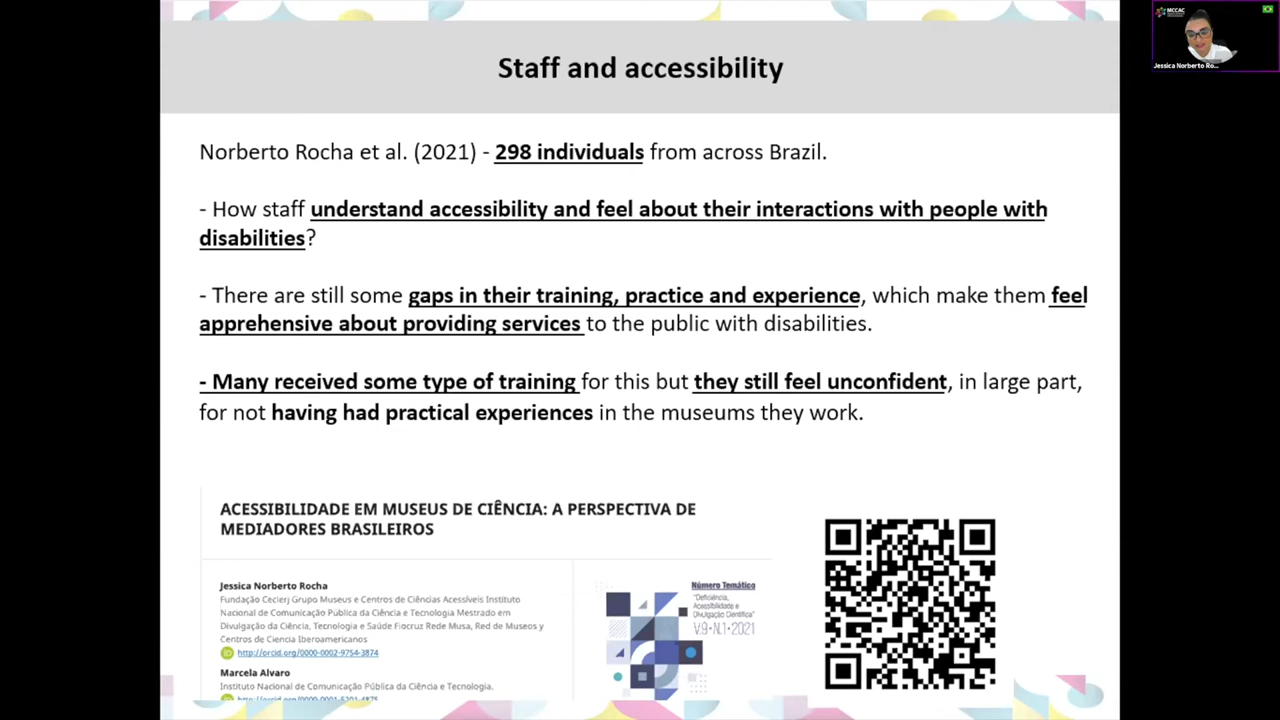 Staff and accessibility
Norberto Rocha et al. (2021) - 298 individuals from across Brazil.
- How staff understand accessibility and feel about their interactions with people with
disabilities?
- There are still some gaps in their training, practice and experience, which make them feel
apprehensive about providing services to the public with disabilities.
- Many received some type of training for this but they still feel unconfident, in large part,
for not having had practical experiences in the museums they work.
ACESSIBILIDADE EM MUSEUS DE CIÊNCIA: A PERSPECTIVA DE
MEDIADORES BRASILEIROS
Jessica Norberto Rocha
Fundação Cecierj Grupo Museus e Centros de Ciências Acessíveis Instituto
Nacional de Comunicação Pública da Ciência e Tecnologia Mestrado em
Divulgação da Ciência, Tecnologia e Saúde Fiocruz Rede Musa, Red de Museos y
Centros de Ciencia Iberoamericanos
http://orcid.org/0000-0002-9754-3874
Marcela Alvaro
Instituto Nacional de Comunicação Pública da Ciência e Tecnologia.
Número Temático
"Deficiência,
Acessibilidade e
Divulgação Científica"
V.9•N.1•2021
MCCAC
Jessica Norberto Ro...